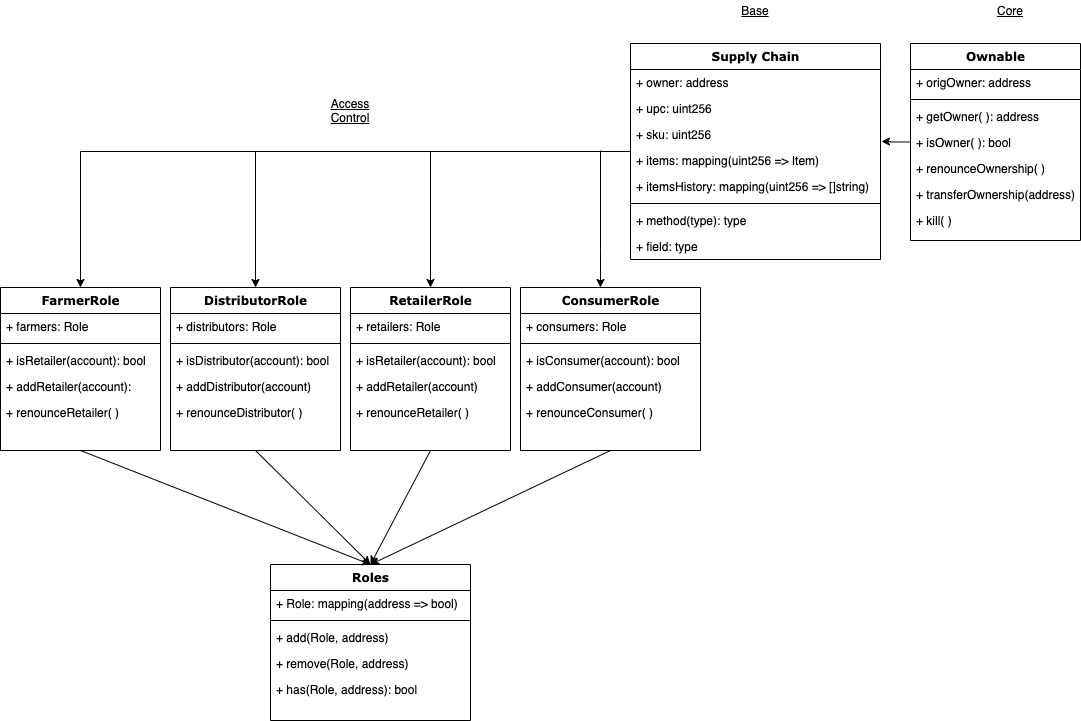 Base
Core
Supply Chain
+ owner: address
+ upc: uint256
+ sku: uint256
+ items: mapping(uint256 => Item)
+ itemsHistory: mapping(uint256 => []string)
+ method(type): type
+ field: type
Ownable
+ origOwner: address
+ getOwner( ): address
+ isOwner( ): bool
+ renounceOwnership( )
+ transferOwnership(address)
+ kill( )
Access
Control
FarmerRole
+ farmers: Role
+ isRetailer(account): bool
+ addRetailer(account):
+ renounceRetailer( )
DistributorRole
+ distributors: Role
+ isDistributor(account): bool
+ addDistributor(account)
+ renounceDistributor( )
RetailerRole
+ retailers: Role
+ isRetailer(account): bool
+ addRetailer(account)
+ renounceRetailer( )
ConsumerRole
+ consumers: Role
+ isConsumer(account): bool
+ addConsumer(account)
+ renounceConsumer( )
Roles
+ Role: mapping(address => bool)
+ add(Role, address)
+ remove(Role, address)
+ has(Role, address): bool